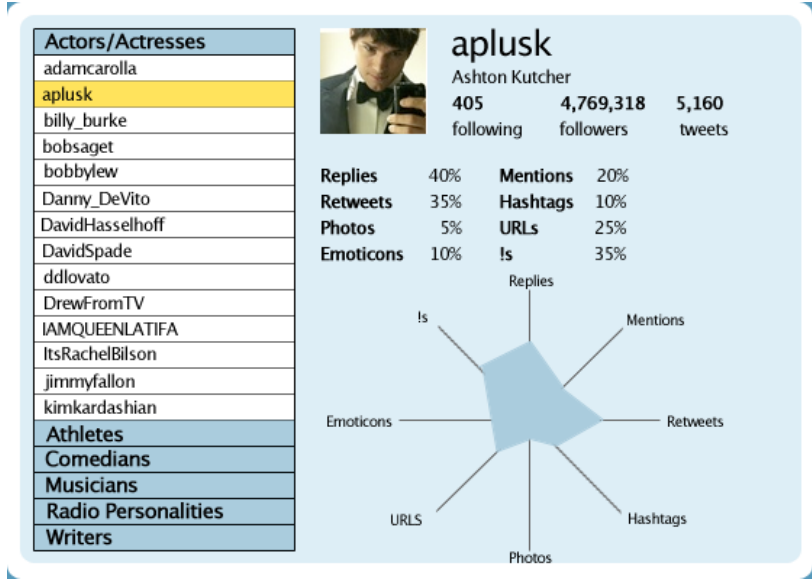 Actors/Actresses
adamcarolla
aplusk
billy_burke
bobsaget
bobbylew
Danny_DeVito
DavidHasselhoff
DavidSpade
ddlovato
DrewFromTV
IAMQUEENLATIFA
ItsRachelBilson
jimmyfallon
kimkardashian
Athletes
Comedians
Musicians
Radio Personalities
Writers
aplusk
Ashton Kutcher
405 4,769,318 5,160
following followers tweets
Replies 40% Mentions 20%
Retweets 35% Hashtags 10%
Photos 5% URLs 25%
Emoticons 10% !s 35%
Replies
!s
Mentions
Emoticons
Retweets
URLS
Hashtags
Photos